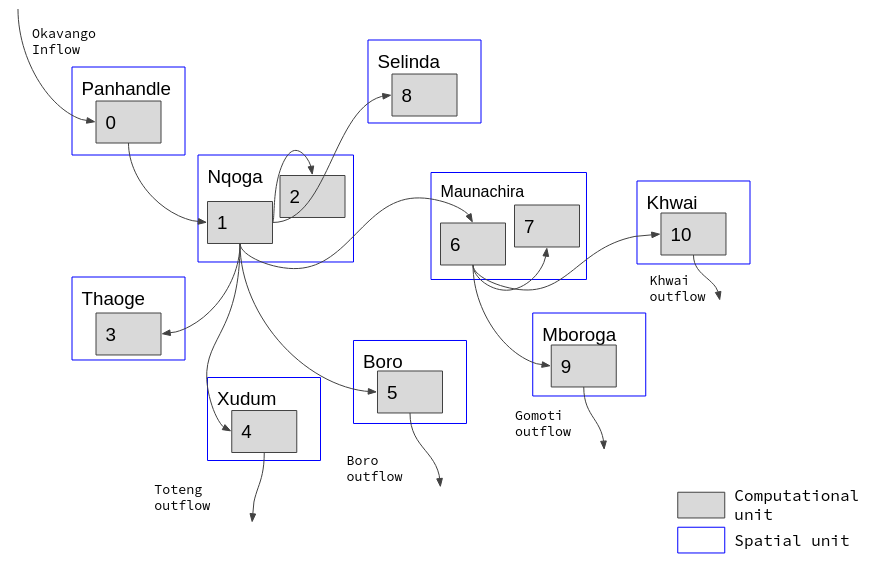 Okavango
Inflow
Panhandle
0
Selinda
8
Nqoga
2
1
Maunachira
7
6
Khwai
10
Khwai
outflow
Thaoge
3
Mboroga
9
Gomoti
outflow
Boro
5
Boro
outflow
Xudum
4
Toteng
outflow
Computational
unit
Spatial unit